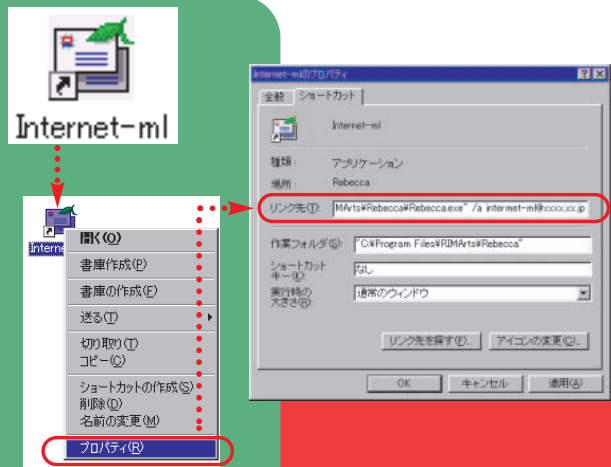 Internet-ml
Interne
開く(O)
書庫作成(P)
書庫の作成(F)
送る(T)
切り取り(T)
コピー(C)
ショートカットの作成(S)
削除(D)
名前の変更(M)
プロパティ(R)
Internet-mlのプロパティ
全般 ショートカット
Internet-ml
種類: アプリケーション
場所: Rebecca
リンク先(T): MArts¥Rebecca¥Rebecca.exe" /a internet-ml@xxxx.xx.jp
作業フォルダ(S): "C:¥Program Files¥RIMArts¥Rebecca"
ショートカット
キー(K): なし
実行時の
大きさ(R): 通常のウィンドウ
リンク先を探す(F)... アイコンの変更(C)...
OK キャンセル 適用(A)